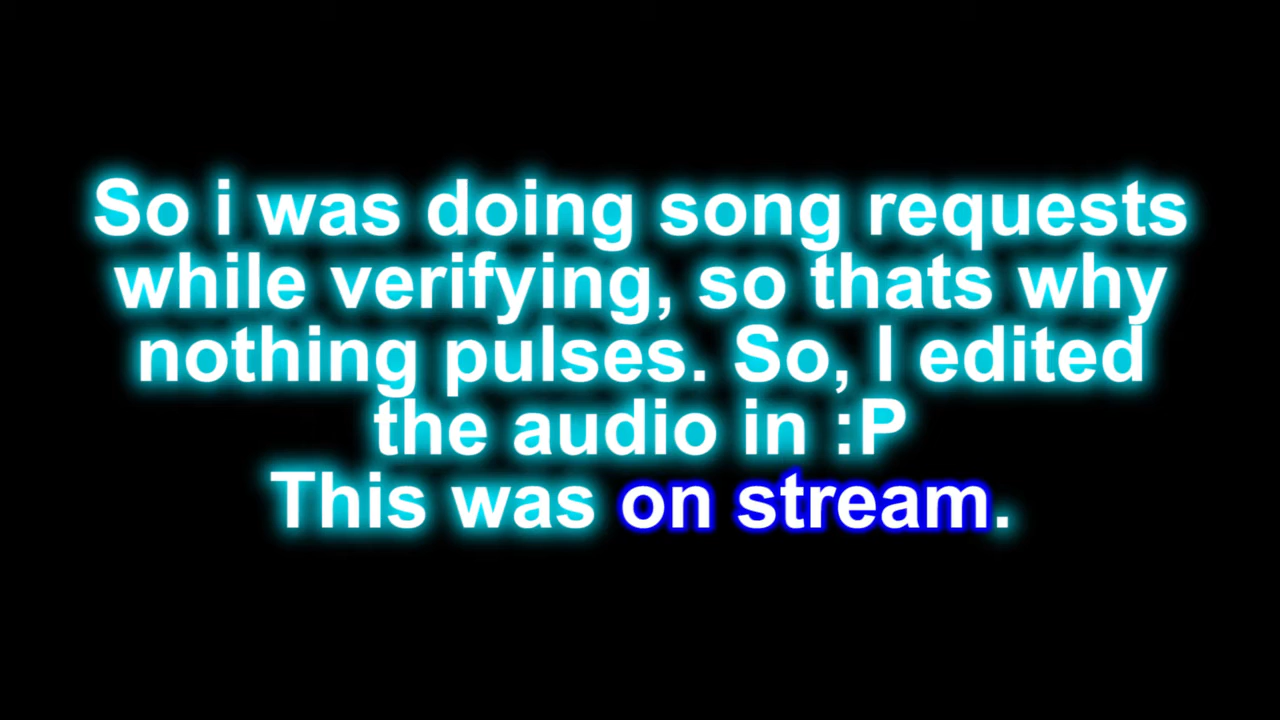 So i was doing song requests
while verifying, so thats why
nothing pulses. So, I edited
the audio in :P
This was on stream.